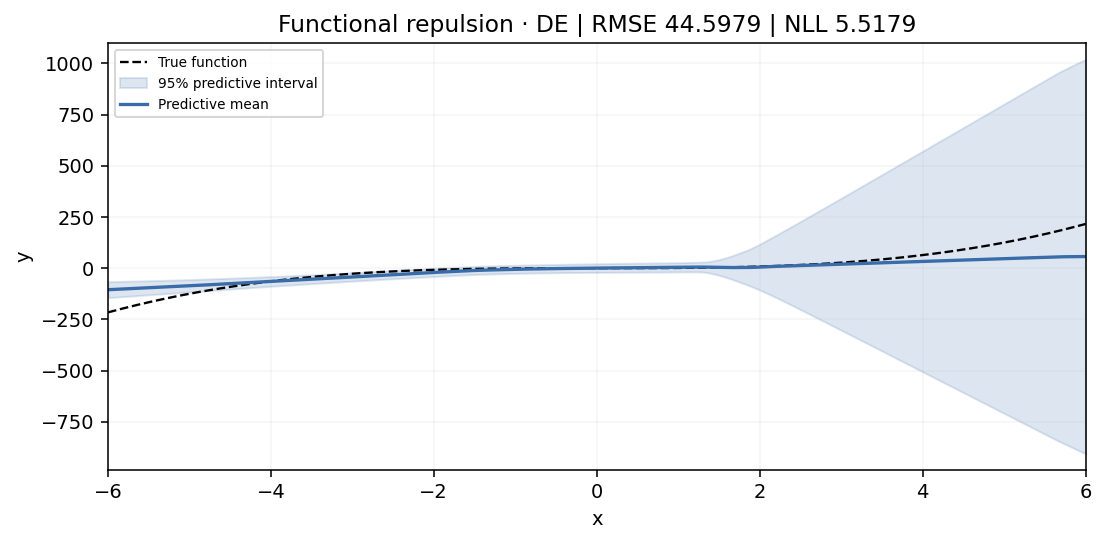 Functional repulsion · DE | RMSE 44.5979 | NLL 5.5179
True function
95% predictive interval
Predictive mean
1000
750
500
250
0
−250
−500
−750
y
−6
−4
−2
0
2
4
6
x